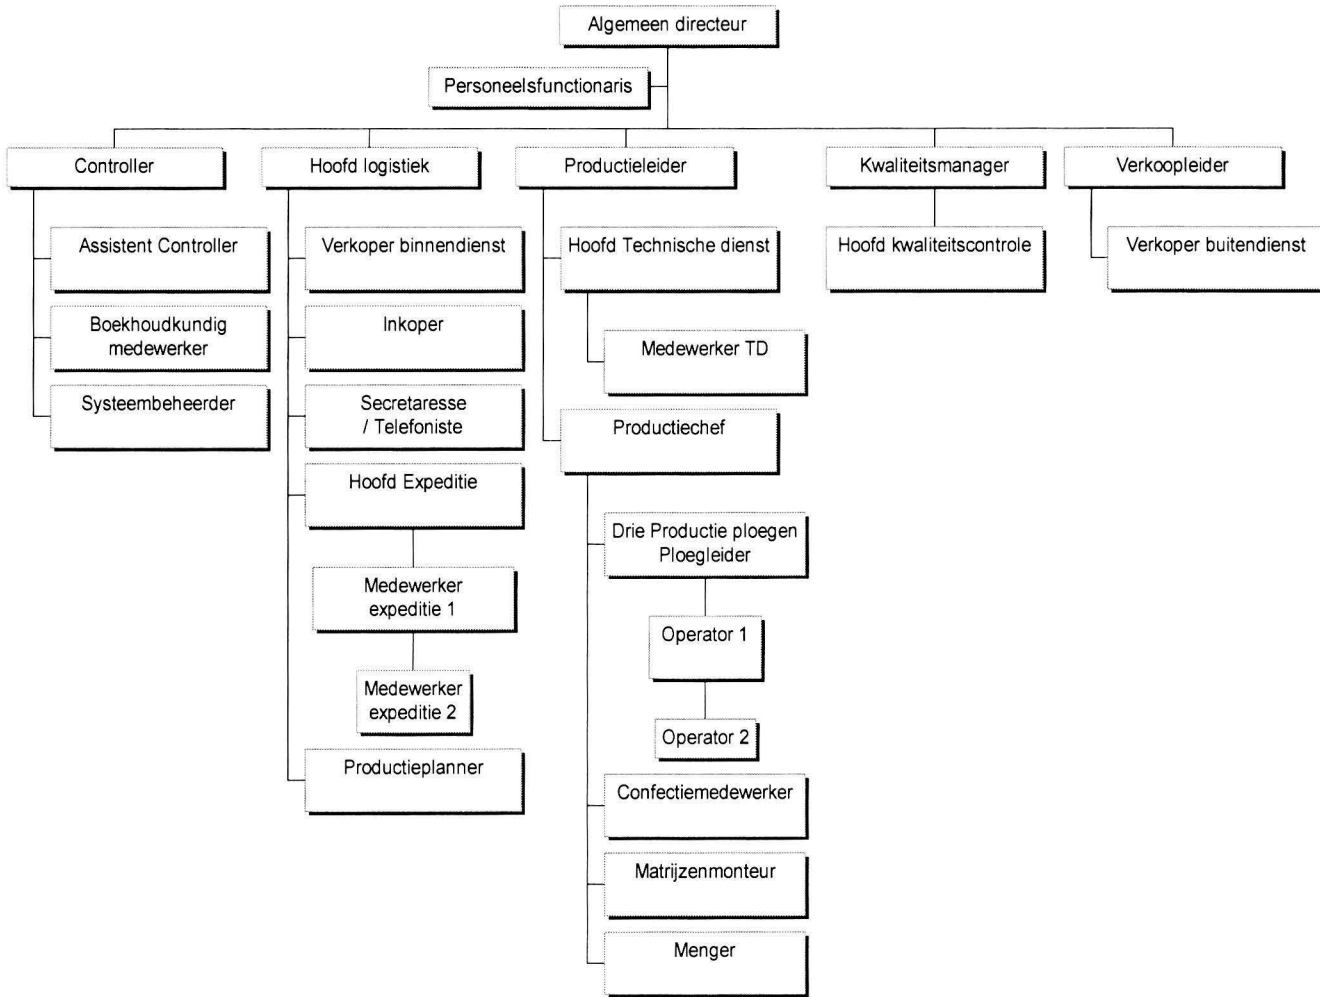 Algemeen directeur
Personeelsfunctionaris
Controller
Hoofd logistiek
Productieleider
Kwaliteitsmanager
Verkoopleider
Assistent Controller
Boekhoudkundig
medewerker
Systeembeheerder
Verkoper binnendienst
Inkoper
Secretaresse
/ Telefoniste
Hoofd Expeditie
Medewerker
expeditie 1
Medewerker
expeditie 2
Productieplanner
Hoofd Technische dienst
Medewerker TD
Productiechef
Drie Productie ploegen
Ploegleider
Operator 1
Operator 2
Confectiemedewerker
Matrijzenmonteur
Menger
Hoofd kwaliteitscontrole
Verkoper buitendienst